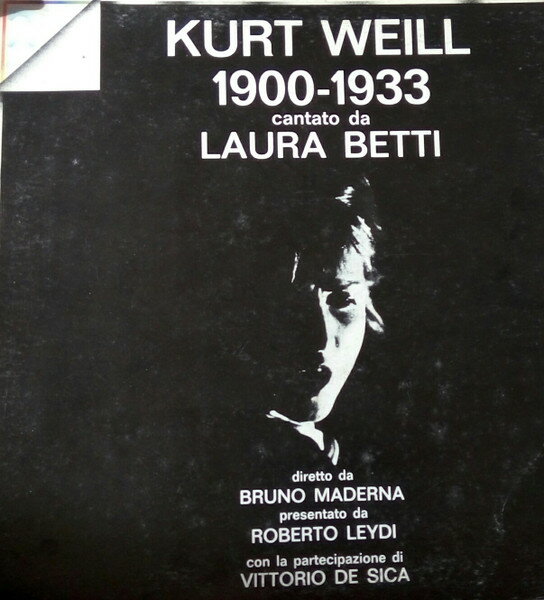 KURT WEILL
1900-1933
cantato da
LAURA BETTI
diretto da
BRUNO MADERNA
presentato da
ROBERTO LEYDI
con la partecipazione di
VITTORIO DE SICA